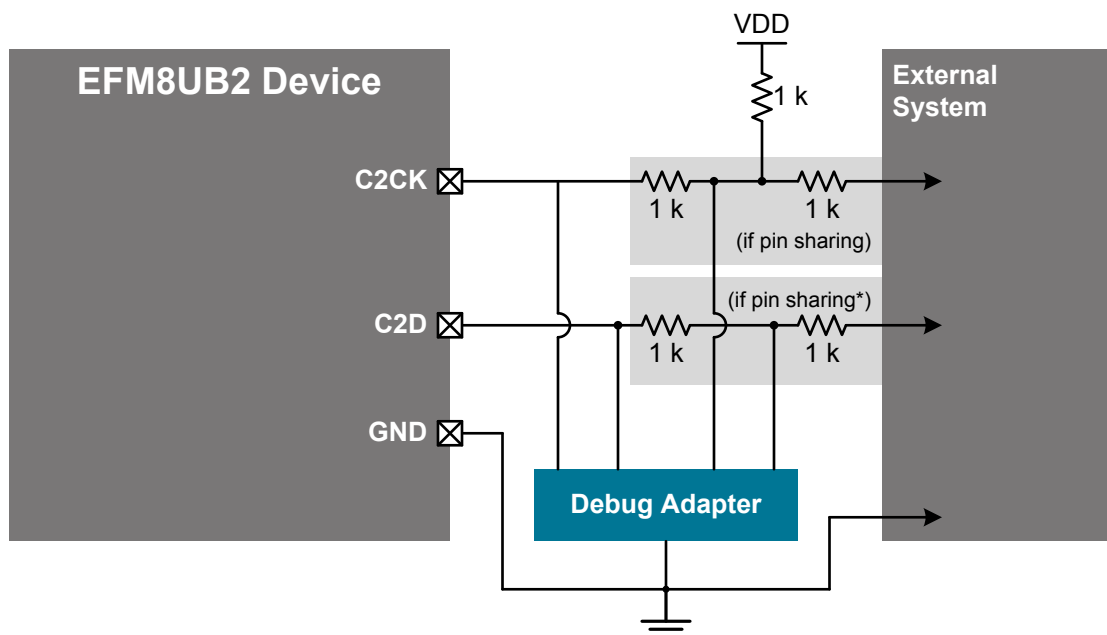 VDD
EFM8UB2 Device
External
System
1 k
C2CK
1 k
1 k
(if pin sharing)
(if pin sharing*)
C2D
1 k
1 k
GND
Debug Adapter